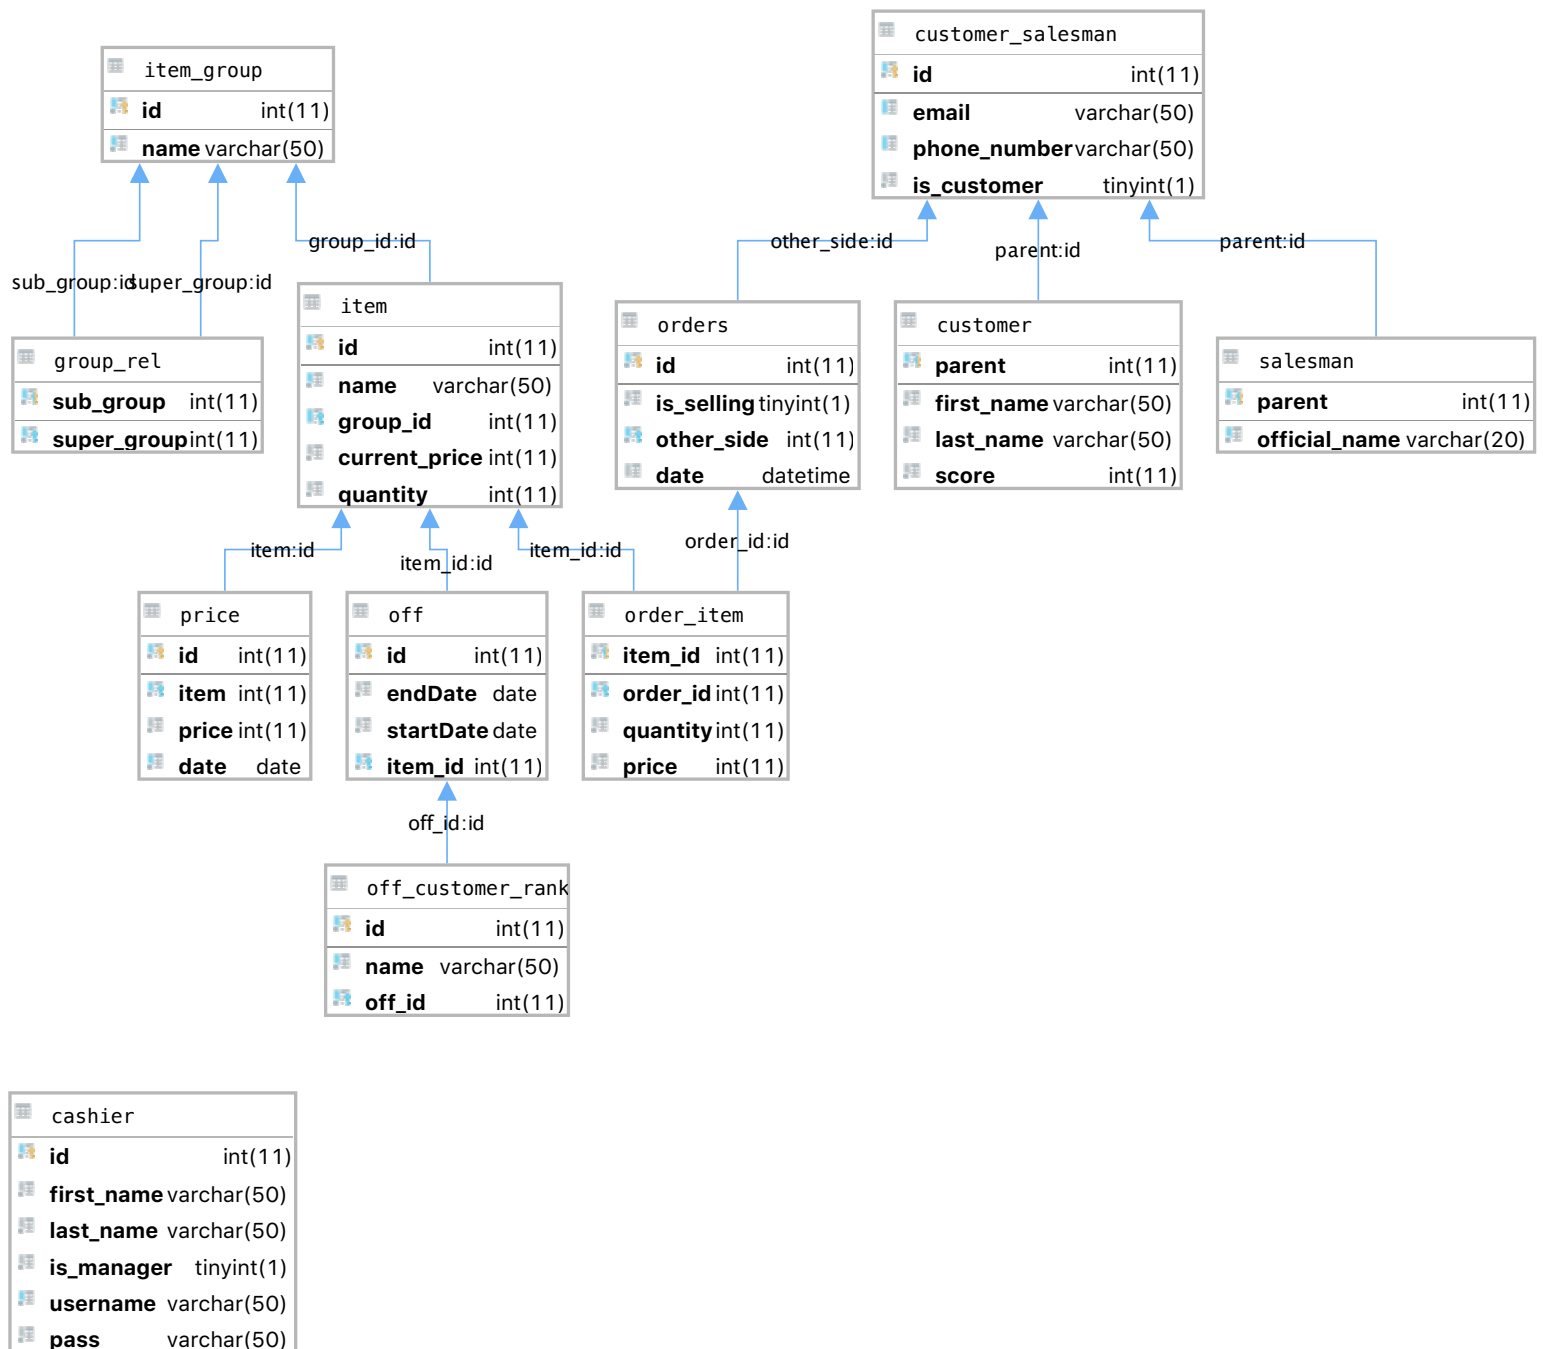 item_group
id int(11)
name varchar(50)
customer_salesman
id int(11)
email varchar(50)
phone_number varchar(50)
is_customer tinyint(1)
sub_group:id
super_group:id
group_id:id
other_side:id
parent:id
parent:id
group_rel
sub_group int(11)
super_group int(11)
item
id int(11)
name varchar(50)
group_id int(11)
current_price int(11)
quantity int(11)
orders
id int(11)
is_selling tinyint(1)
other_side int(11)
date datetime
customer
parent int(11)
first_name varchar(50)
last_name varchar(50)
score int(11)
salesman
parent int(11)
official_name varchar(20)
item:id
item_id:id
item_id:id
order_id:id
price
id int(11)
item int(11)
price int(11)
date date
off
id int(11)
endDate date
startDate date
item_id int(11)
order_item
item_id int(11)
order_id int(11)
quantity int(11)
price int(11)
off_id:id
off_customer_rank
id int(11)
name varchar(50)
off_id int(11)
cashier
id int(11)
first_name varchar(50)
last_name varchar(50)
is_manager tinyint(1)
username varchar(50)
pass varchar(50)